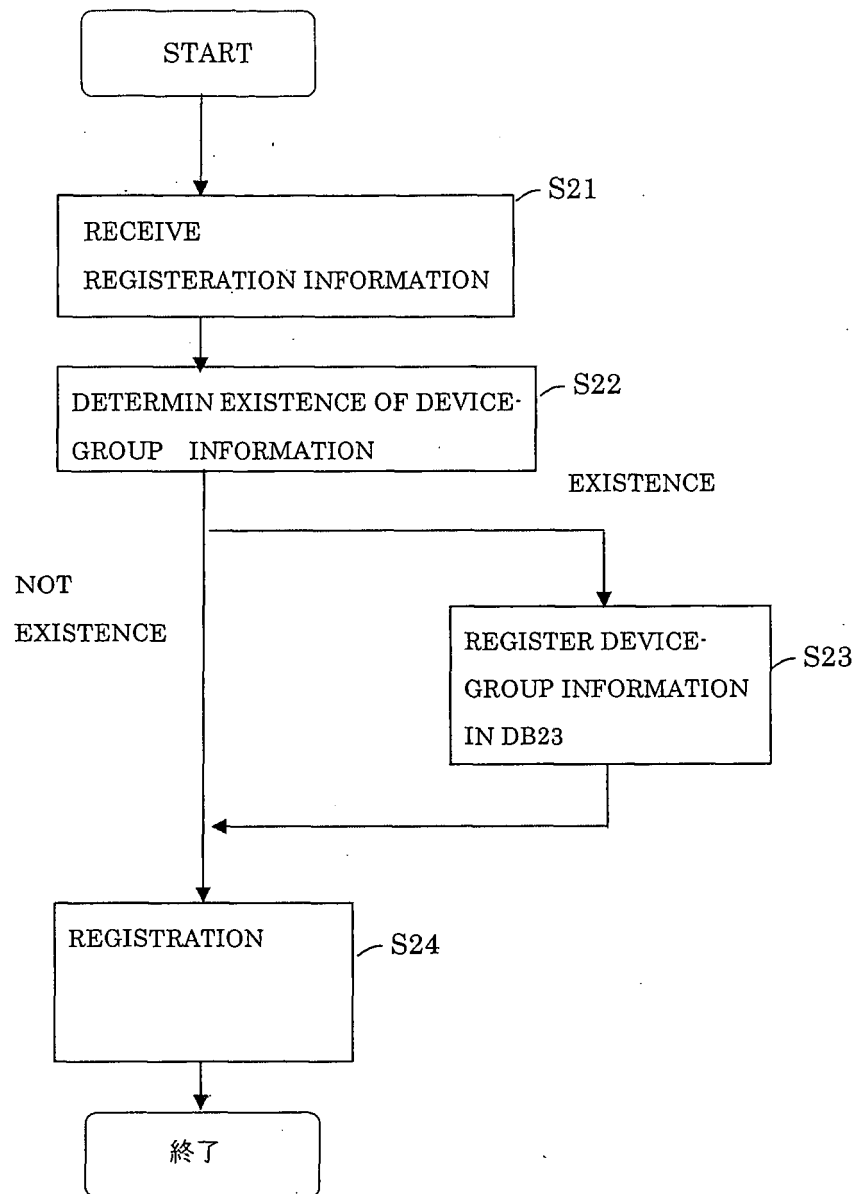 START
S21
RECEIVE
REGISTERATION INFORMATION
S22
DETERMIN EXISTENCE OF DEVICE-
GROUP INFORMATION
EXISTENCE
NOT
EXISTENCE
REGISTER DEVICE-
GROUP INFORMATION
IN DB23
S23
REGISTRATION
S24
終了